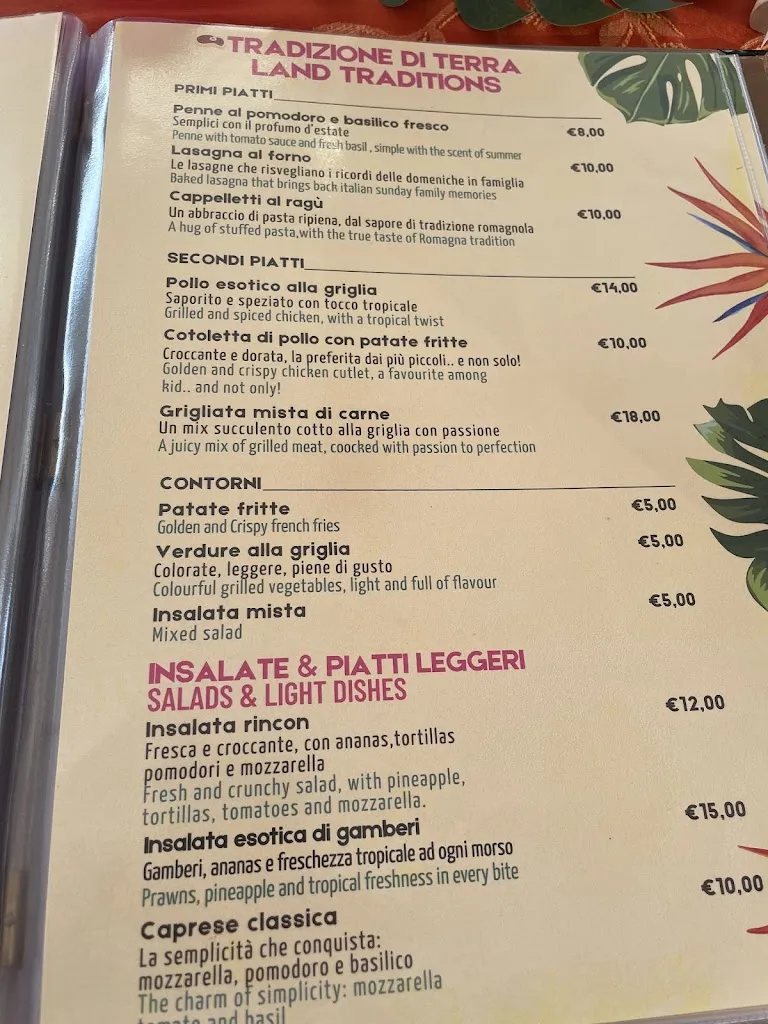 TRADIZIONE DI TERRA
LAND TRADITIONS
PRIMI PIATTI
Penne al pomodoro e basilico fresco €8,00
Semplici con il profumo d'estate
Penne with tomato sauce and fresh basil , simple with the scent of summer
Lasagna al forno €10,00
Le lasagne che risvegliano i ricordi delle domeniche in famiglia
Baked lasagna that brings back italian sunday family memories
Cappelletti al ragù €10,00
Un abbraccio di pasta ripiena, dal sapore di tradizione romagnola
A hug of stuffed pasta,with the true taste of Romagna tradition
SECONDI PIATTI
Pollo esotico alla griglia €14,00
Saporito e speziato con tocco tropicale
Grilled and spiced chicken, with a tropical twist
Cotoletta di pollo con patate fritte €10,00
Croccante e dorata, la preferita dai più piccoli.. e non solo!
Golden and crispy chicken cutlet, a favourite among
kid.. and not only!
Grigliata mista di carne €18,00
Un mix succulento cotto alla griglia con passione
A juicy mix of grilled meat, coocked with passion to perfection
CONTORNI
Patate fritte €5,00
Golden and Crispy french fries
Verdure alla griglia €5,00
Colorate, leggere, piene di gusto
Colourful grilled vegetables, light and full of flavour
Insalata mista €5,00
Mixed salad
INSALATE & PIATTI LEGGERI
SALADS & LIGHT DISHES
Insalata rincon €12,00
Fresca e croccante, con ananas,tortillas
pomodori e mozzarella
Fresh and crunchy salad, with pineapple,
tortillas, tomatoes and mozzarella.
Insalata esotica di gamberi €15,00
Gamberi, ananas e freschezza tropicale ad ogni morso
Prawns, pineapple and tropical freshness in every bite
Caprese classica €10,00
La semplicità che conquista:
mozzarella, pomodoro e basilico
The charm of simplicity: mozzarella
tomato and basil